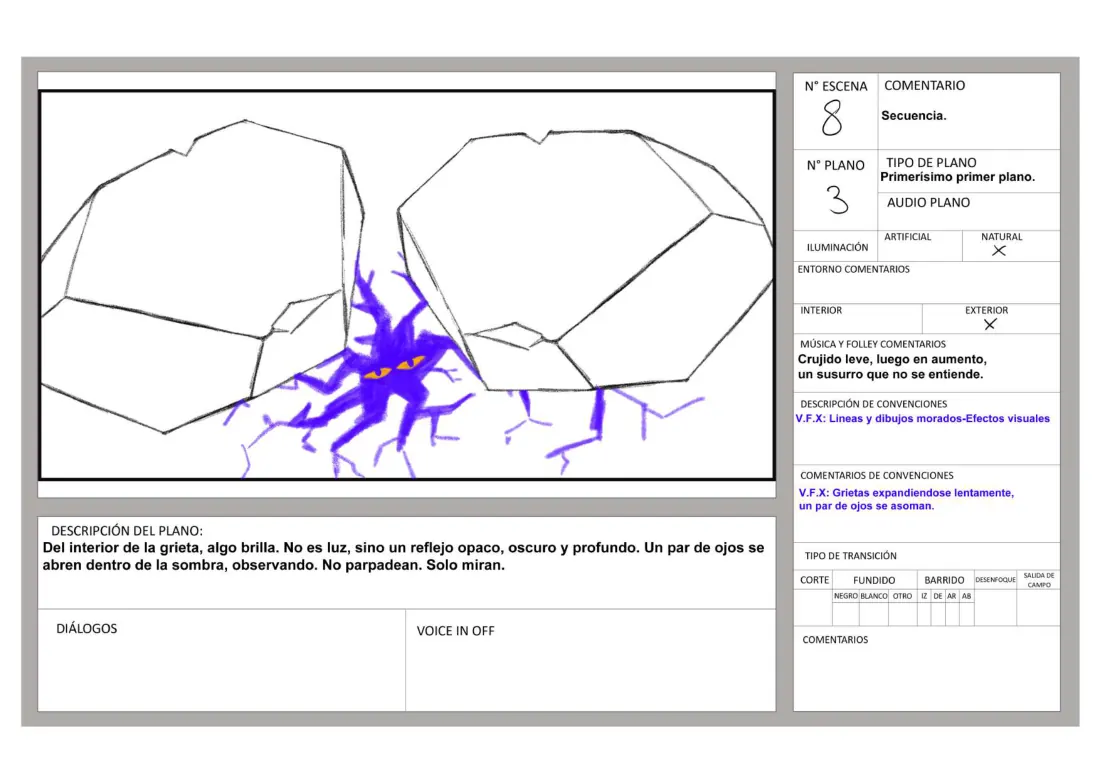 N° ESCENA
8
COMENTARIO
Secuencia.
N° PLANO
3
TIPO DE PLANO
Primerísimo primer plano.
AUDIO PLANO
ILUMINACIÓN
ARTIFICIAL
NATURAL
X
ENTORNO COMENTARIOS
INTERIOR
EXTERIOR
X
MÚSICA Y FOLLEY COMENTARIOS
Crujido leve, luego en aumento,
un susurro que no se entiende.
DESCRIPCIÓN DE CONVENCIONES
V.F.X: Lineas y dibujos morados-Efectos visuales
COMENTARIOS DE CONVENCIONES
V.F.X: Grietas expandiendose lentamente,
un par de ojos se asoman.
TIPO DE TRANSICIÓN
CORTE
FUNDIDO
BARRIDO
DESENFOQUE
SALIDA DE
CAMPO
NEGRO BLANCO OTRO IZ DE AR AB
COMENTARIOS
DESCRIPCIÓN DEL PLANO:
Del interior de la grieta, algo brilla. No es luz, sino un reflejo opaco, oscuro y profundo. Un par de ojos se
abren dentro de la sombra, observando. No parpadean. Solo miran.
DIÁLOGOS
VOICE IN OFF